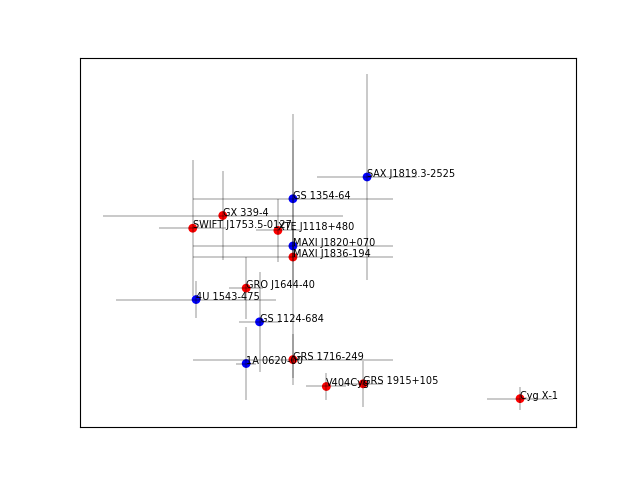 SAX J1819.3-2525
GS 1354-64
GX 339-4
SWIFT J1753.5-0127
XTE J1118+480
MAXI J1820+070
MAXI J1836-194
GRO J1644-40
4U 1543-475
GS 1124-684
GRS 1716-249
1A 0620-00
V404Cyg
GRS 1915+105
Cyg X-1